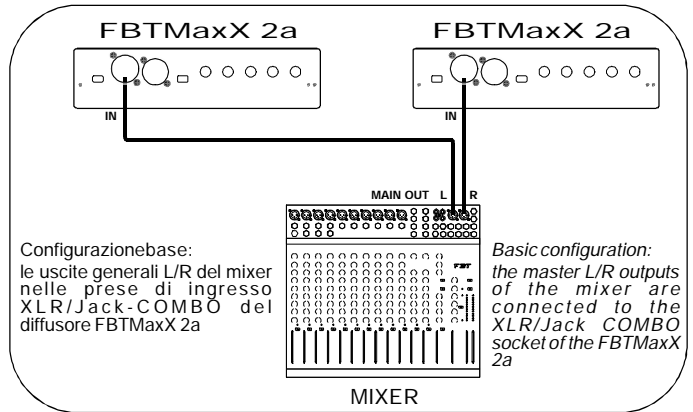 FBTMaxX 2a
FBTMaxX 2a
IN
IN
MAIN OUT L R
Configurazionebase:
le uscite generali L/R del mixer
nelle prese di ingresso
XLR/Jack-COMBO del
diffusore FBTMaxX 2a
FBT
Basic configuration:
the master L/R outputs
of the mixer are
connected to the
XLR/Jack COMBO
socket of the FBTMaxX
2a
MIXER